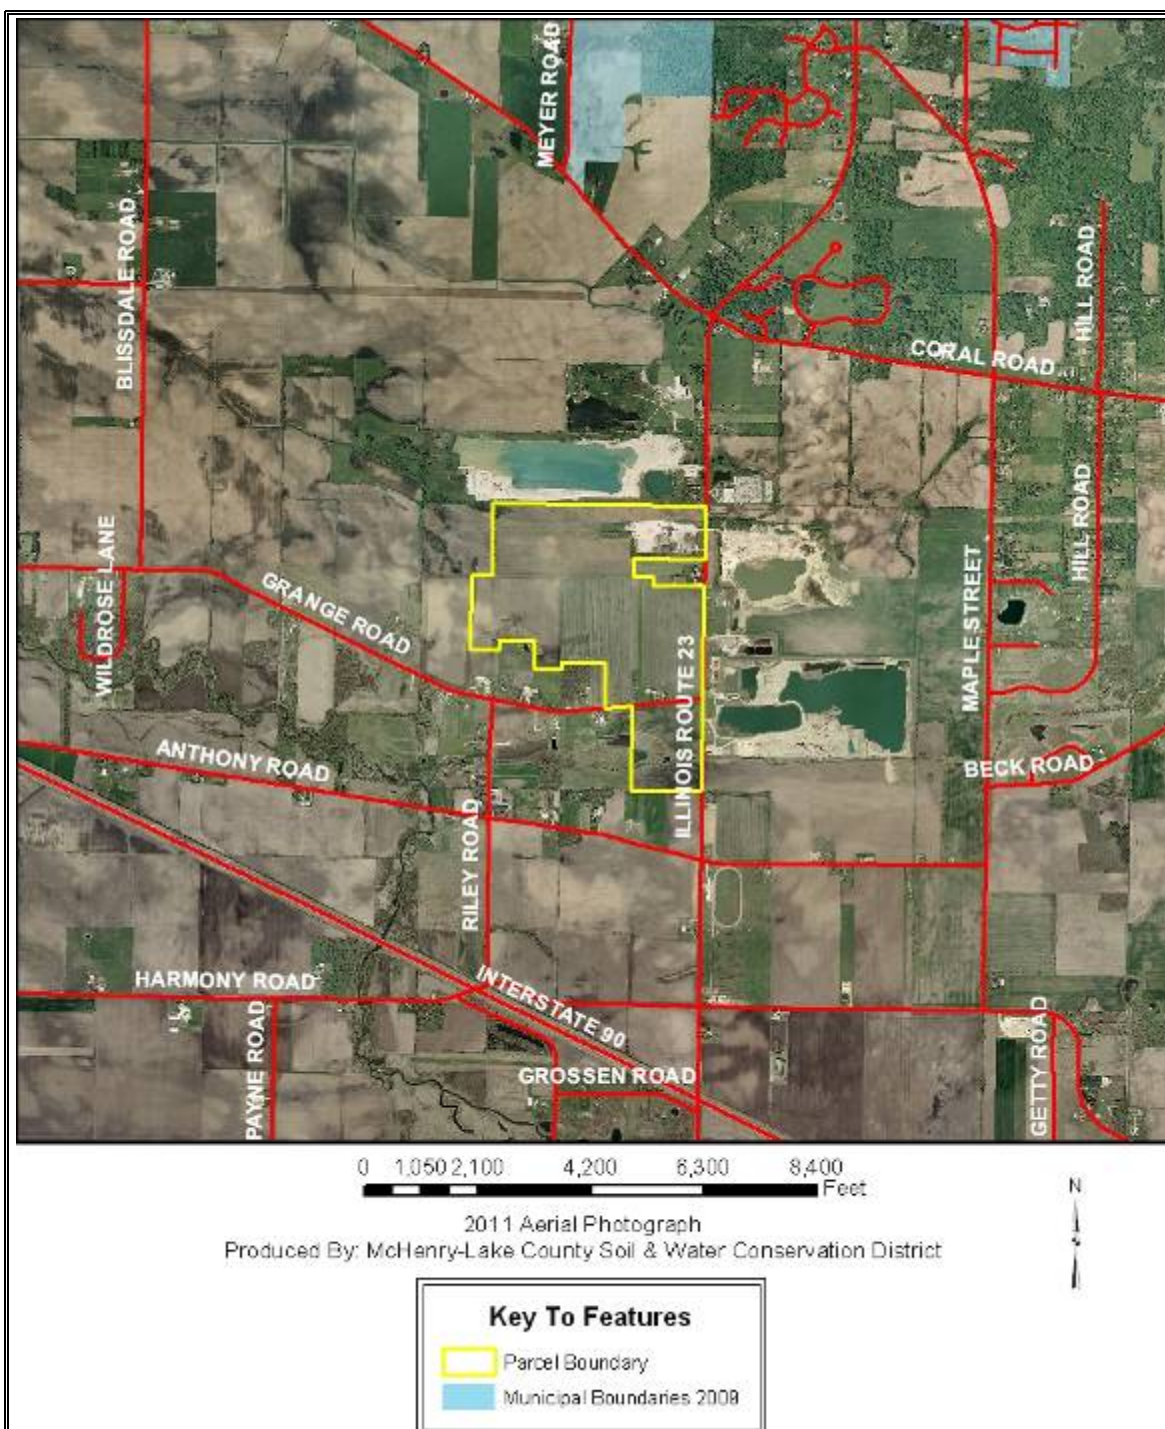 MEYER ROAD
BLISSDALE ROAD
HILL ROAD
CORAL ROAD
HILL ROAD
WILDROSE LANE
GRANGE ROAD
MAPLE STREET
ILLINOIS ROUTE 23
ANTHONY ROAD
BECK ROAD
RILEY ROAD
HARMONY ROAD
INTERSTATE 90
PAYNE ROAD
GROSSEN ROAD
GETTY ROAD
0 1,050 2,100 4,200 6,300 8,400
Feet
N
2011 Aerial Photograph
Produced By: McHenry-Lake County Soil & Water Conservation District
Key To Features
Parcel Boundary
Municipal Boundaries 2009